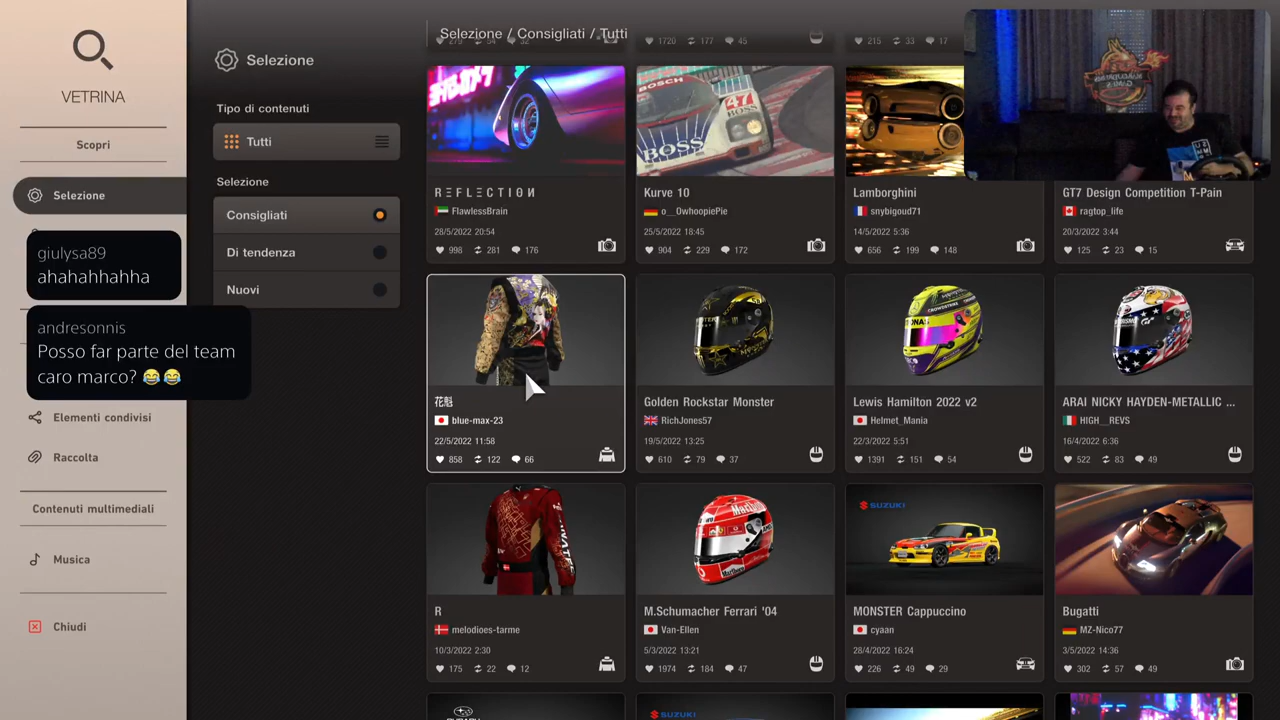 VETRINA
Scopri
Selezione
giulysa89
ahahahhahha
andresonnis
Posso far parte del team
caro marco? 😂😂
Elementi condivisi
Raccolta
Contenuti multimediali
Musica
Chiudi
Selezione
Tipo di contenuti
Tutti
Selezione
Consigliati
Di tendenza
Nuovi
Selezione / Consigliati / Tutti
1720 177 45
215 33 17
RΞFLΞCTIOИ
FlawlessBrain
28/5/2022 20:54
998 281 176
BOSCH
47
BOSS
Kurve 10
o__OwhoopiePie
25/5/2022 18:45
904 229 172
Lamborghini
snybigoud71
14/5/2022 5:36
656 199 148
GT7 Design Competition T-Pain
ragtop_life
20/3/2022 3:44
125 23 15
花魁
blue-max-23
22/5/2022 11:58
858 122 66
Golden Rockstar Monster
RichJones57
19/5/2022 13:25
610 79 37
Lewis Hamilton 2022 v2
Helmet_Mania
22/3/2022 5:51
1391 151 54
ARAI NICKY HAYDEN-METALLIC ...
HIGH__REVS
16/4/2022 6:36
522 83 49
R
melodioes-tarme
10/3/2022 2:30
175 22 12
Marlboro
M.Schumacher Ferrari '04
Van-Ellen
5/3/2022 13:21
1974 184 47
SUZUKI
MONSTER Cappuccino
cyaan
28/4/2022 16:24
226 49 29
Bugatti
MZ-Nico77
3/5/2022 14:36
302 57 49
SUBARU
SUZUKI